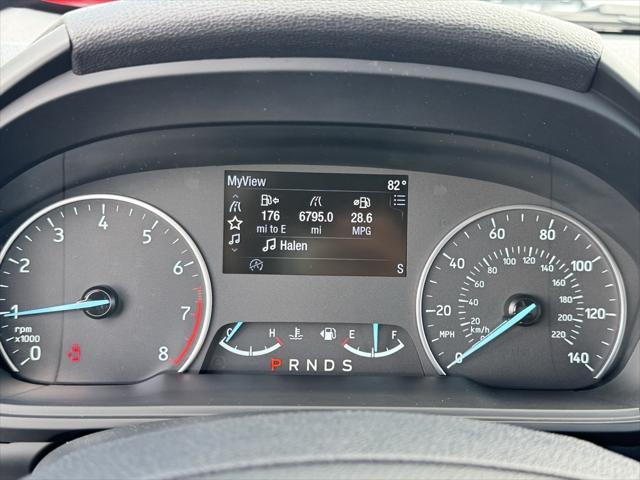 MyView 82°
176 6795.0 28.6
mi to E mi MPG
Halen
S
0 1 2 3 4 5 6 7 8
rpm
x1000
C H E F
P R N D S
0 20 40 60 80 100 120 140
MPH
20 40 60 80 100 120 140 160 180 200 220
km/h